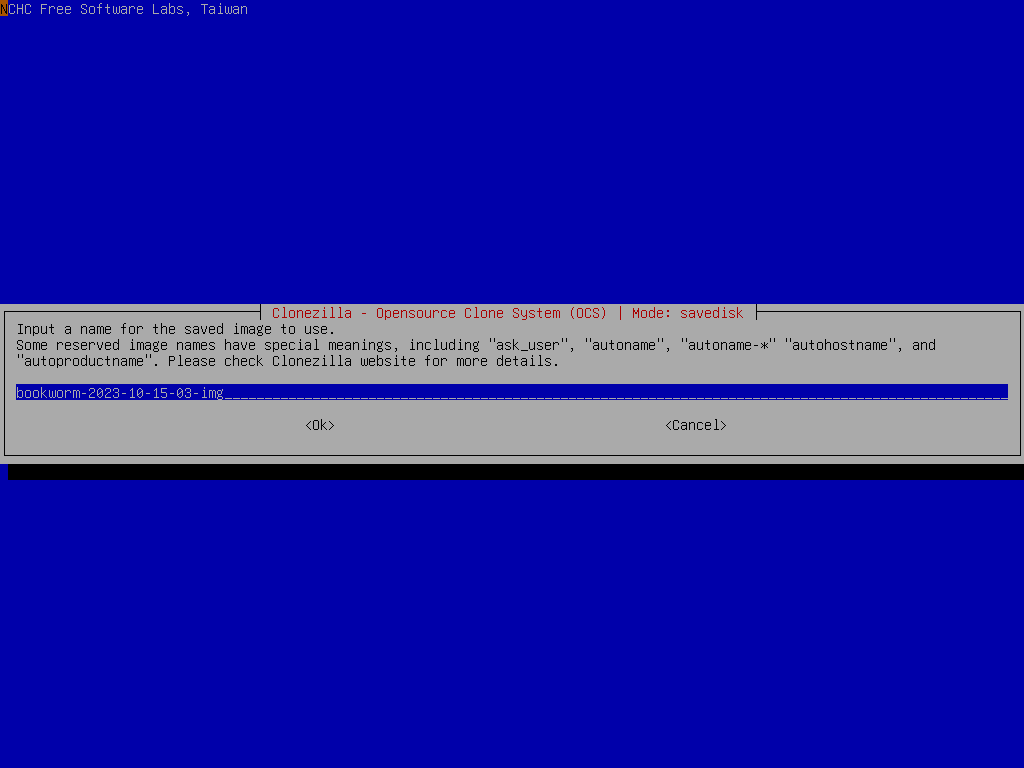 NCHC Free Software Labs, Taiwan
Clonezilla - Opensource Clone System (OCS) | Mode: savedisk
Input a name for the saved image to use.
Some reserved image names have special meanings, including "ask_user", "autoname", "autoname-*" "autohostname", and
"autoproductname". Please check Clonezilla website for more details.
bookworm-2023-10-15-03-img
<Ok> <Cancel>